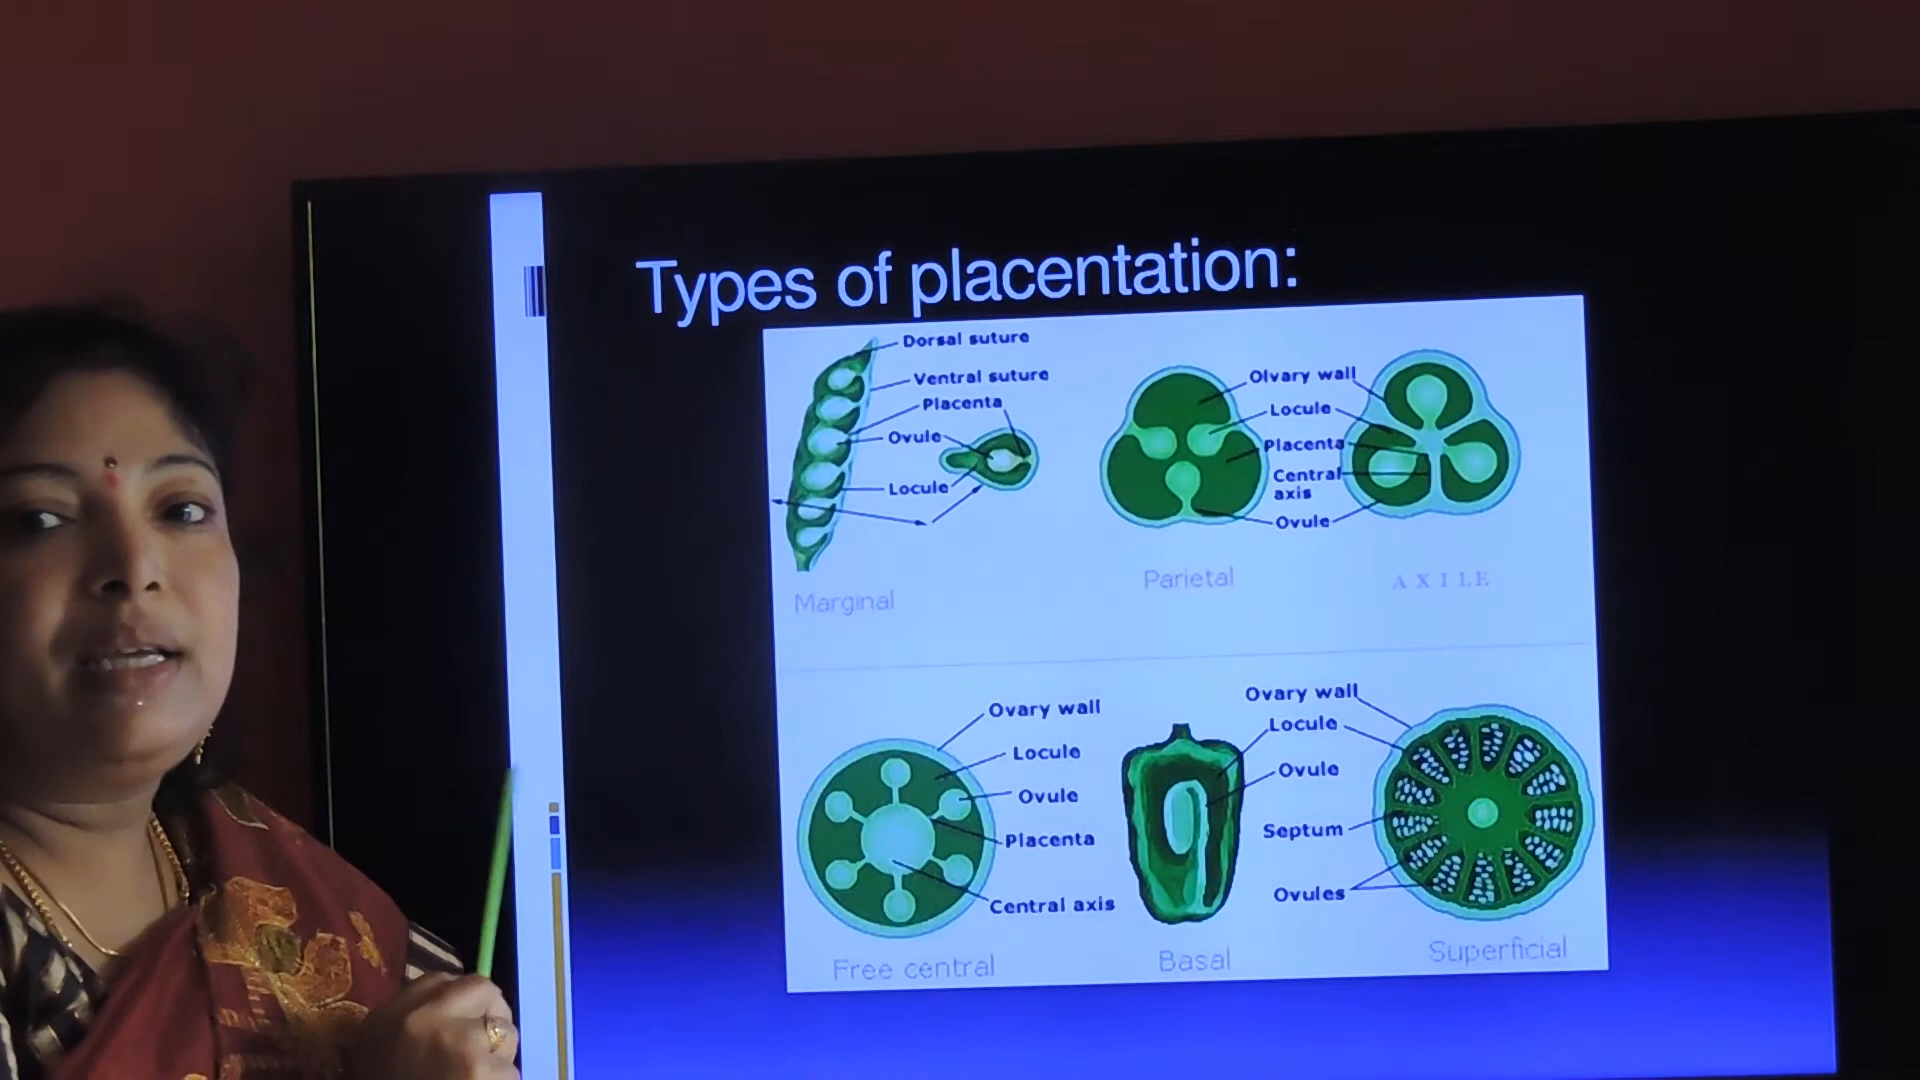 Types of placentation:
Dorsal suture
Ventral suture
Placenta
Ovule
Locule
Marginal
Olvary wall
Locule
Placenta
Central
axis
Ovule
Parietal
AXILE
Ovary wall
Locule
Ovule
Placenta
Central axis
Free central
Basal
Ovary wall
Locule
Ovule
Septum
Ovules
Superficial